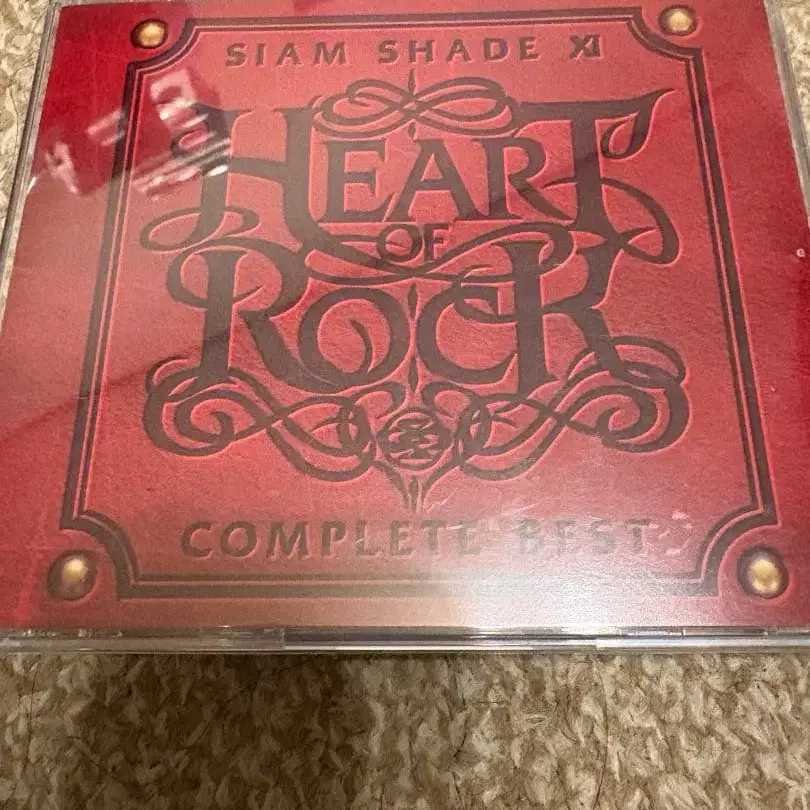 SIAM SHADE XI
HEART
OF
ROCK
COMPLETE BEST